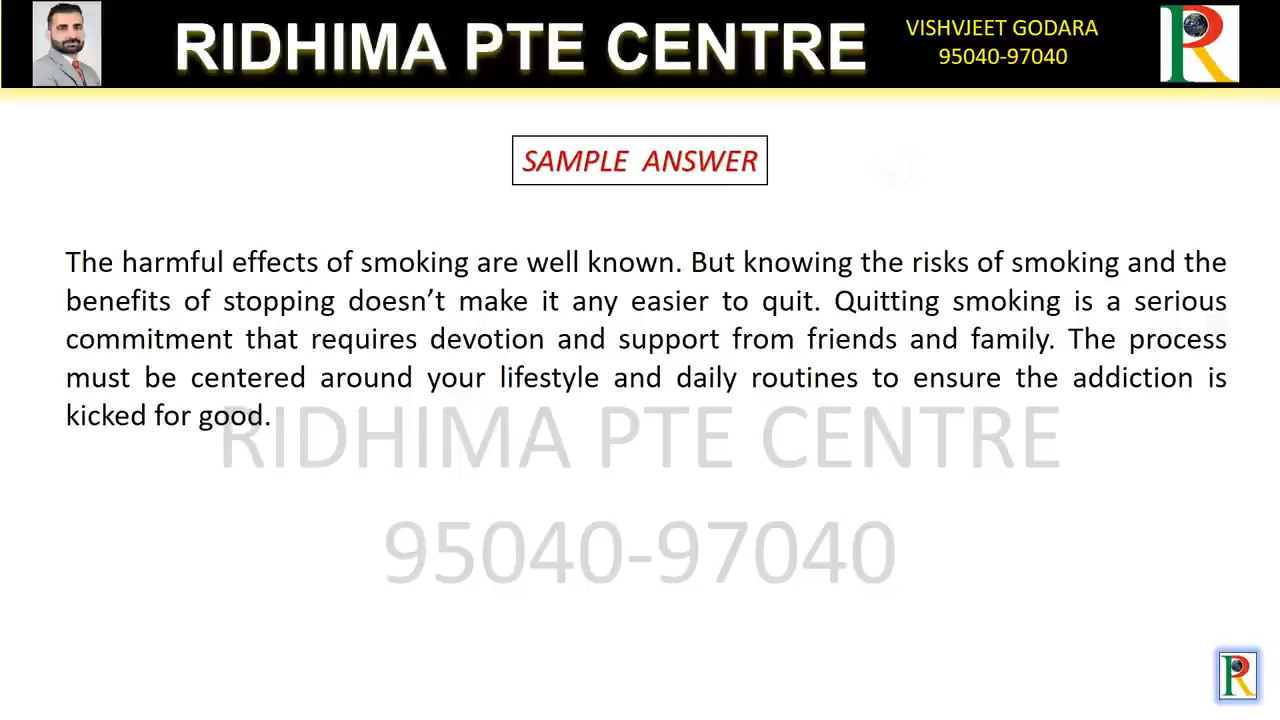 RIDHIMA PTE CENTRE
VISHVJEET GODARA
95040-97040
SAMPLE ANSWER
The harmful effects of smoking are well known. But knowing the risks of smoking and the
benefits of stopping doesn’t make it any easier to quit. Quitting smoking is a serious
commitment that requires devotion and support from friends and family. The process
must be centered around your lifestyle and daily routines to ensure the addiction is
kicked for good.
RIDHIMA PTE CENTRE
95040-97040